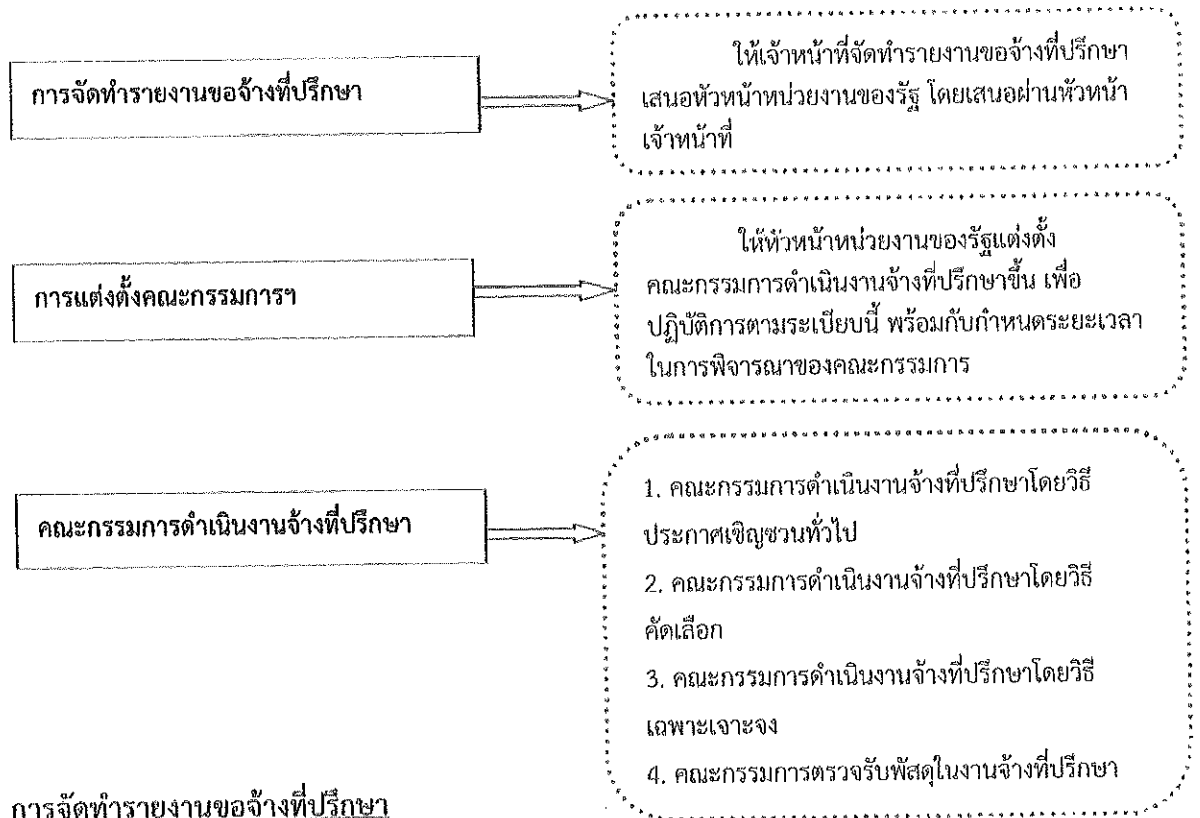 การจัดทำรายงานขอจ้างที่ปรึกษา
ให้เจ้าหน้าที่จัดทำรายงานขอจ้างที่ปรึกษา
เสนอหัวหน้าหน่วยงานของรัฐ โดยเสนอผ่านหัวหน้า
เจ้าหน้าที่
การแต่งตั้งคณะกรรมการฯ
ให้หัวหน้าหน่วยงานของรัฐแต่งตั้ง
คณะกรรมการดำเนินงานจ้างที่ปรึกษาขึ้น เพื่อ
ปฏิบัติการตามระเบียบนี้ พร้อมกับกำหนดระยะเวลา
ในการพิจารณาของคณะกรรมการ
คณะกรรมการดำเนินงานจ้างที่ปรึกษา
1. คณะกรรมการดำเนินงานจ้างที่ปรึกษาโดยวิธี
ประกาศเชิญชวนทั่วไป
2. คณะกรรมการดำเนินงานจ้างที่ปรึกษาโดยวิธี
คัดเลือก
3. คณะกรรมการดำเนินงานจ้างที่ปรึกษาโดยวิธี
เฉพาะเจาะจง
4. คณะกรรมการตรวจรับพัสดุในงานจ้างที่ปรึกษา
การจัดทำรายงานขอจ้างที่ปรึกษา